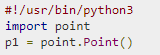 #!/usr/bin/python3
import point
p1 = point.Point()